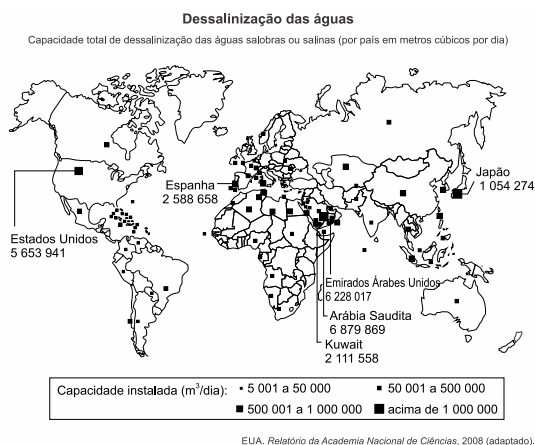 Dessalinização das águas
Capacidade total de dessalinização das águas salobras ou salinas (por país em metros cúbicos por dia)
Japão
1 054 274
Espanha
2 588 658
Estados Unidos
5 653 941
Emirados Árabes Unidos
6 228 017
Arábia Saudita
6 879 869
Kuwait
2 111 558
Capacidade instalada (m³/dia): 5 001 a 50 000 50 001 a 500 000
500 001 a 1 000 000 acima de 1 000 000
EUA. Relatório da Academia Nacional de Ciências, 2008 (adaptado).